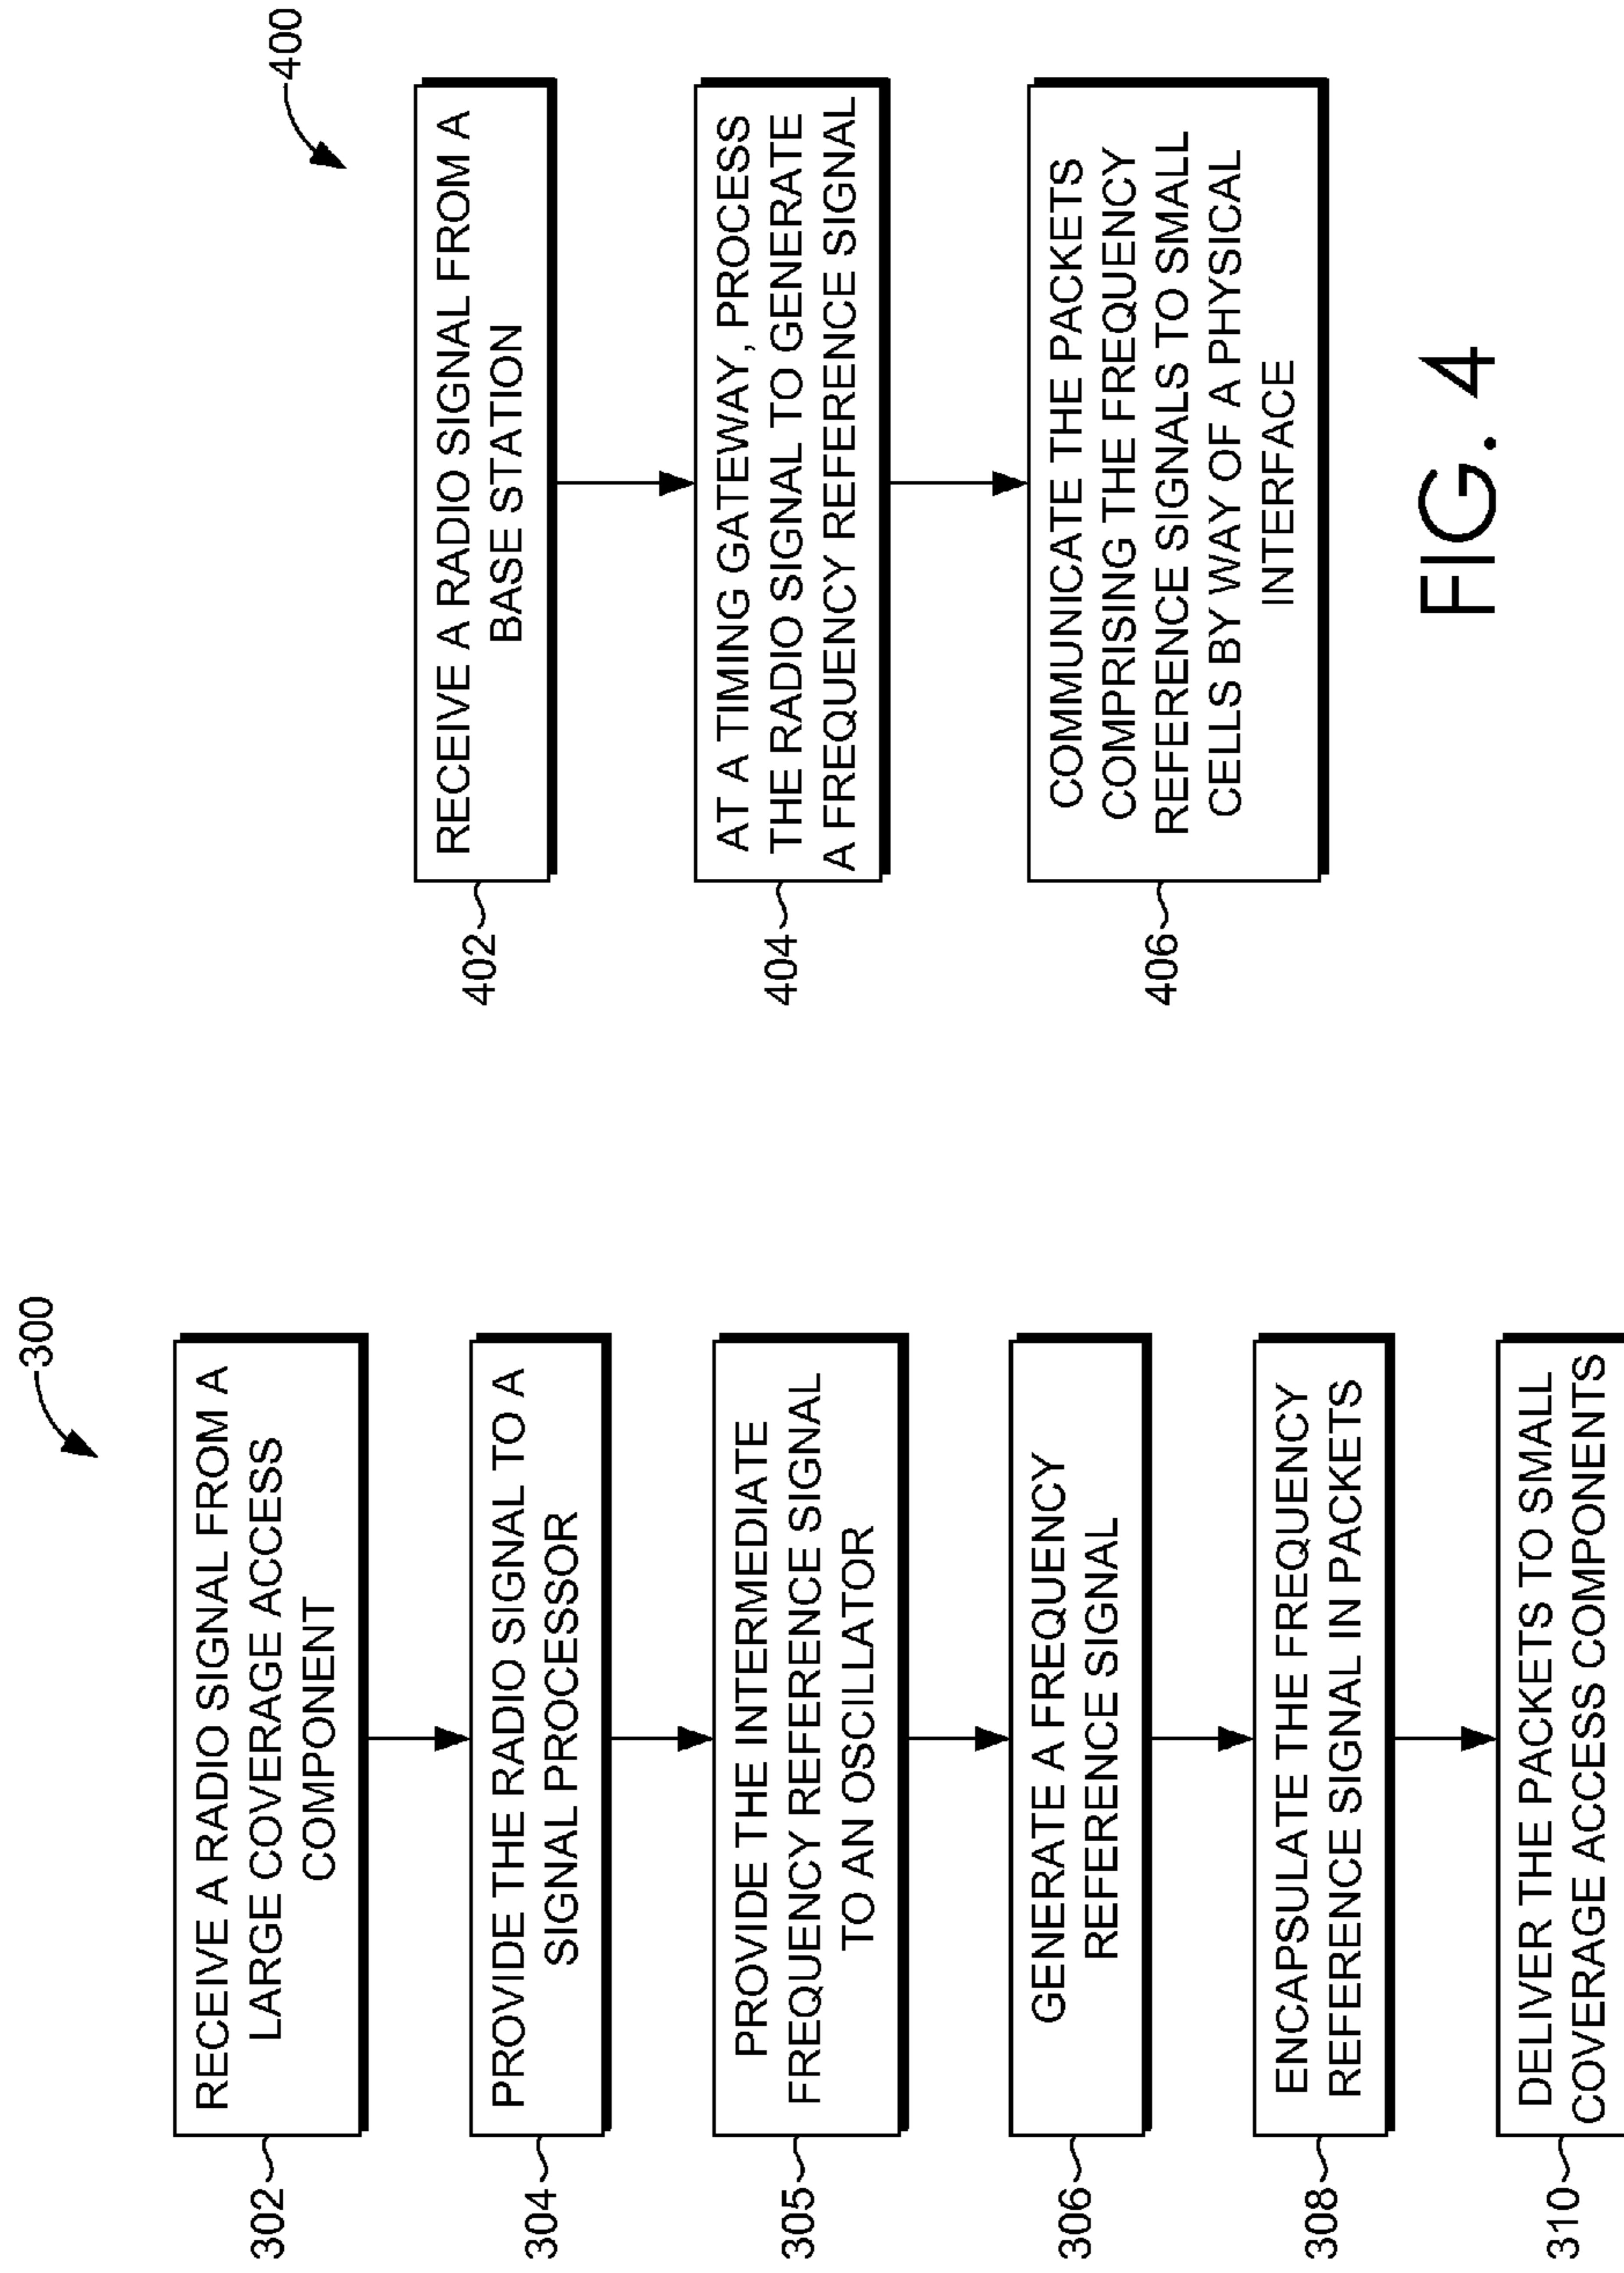 300
302
RECEIVE A RADIO SIGNAL FROM A
LARGE COVERAGE ACCESS
COMPONENT
304
PROVIDE THE RADIO SIGNAL TO A
SIGNAL PROCESSOR
305
PROVIDE THE INTERMEDIATE
FREQUENCY REFERENCE SIGNAL
TO AN OSCILLATOR
306
GENERATE A FREQUENCY
REFERENCE SIGNAL
308
ENCAPSULATE THE FREQUENCY
REFERENCE SIGNAL IN PACKETS
310
DELIVER THE PACKETS TO SMALL
COVERAGE ACCESS COMPONENTS
400
402
RECEIVE A RADIO SIGNAL FROM A
BASE STATION
404
AT A TIMING GATEWAY, PROCESS
THE RADIO SIGNAL TO GENERATE
A FREQUENCY REFERENCE SIGNAL
406
COMMUNICATE THE PACKETS
COMPRISING THE FREQUENCY
REFERENCE SIGNALS TO SMALL
CELLS BY WAY OF A PHYSICAL
INTERFACE
FIG. 4